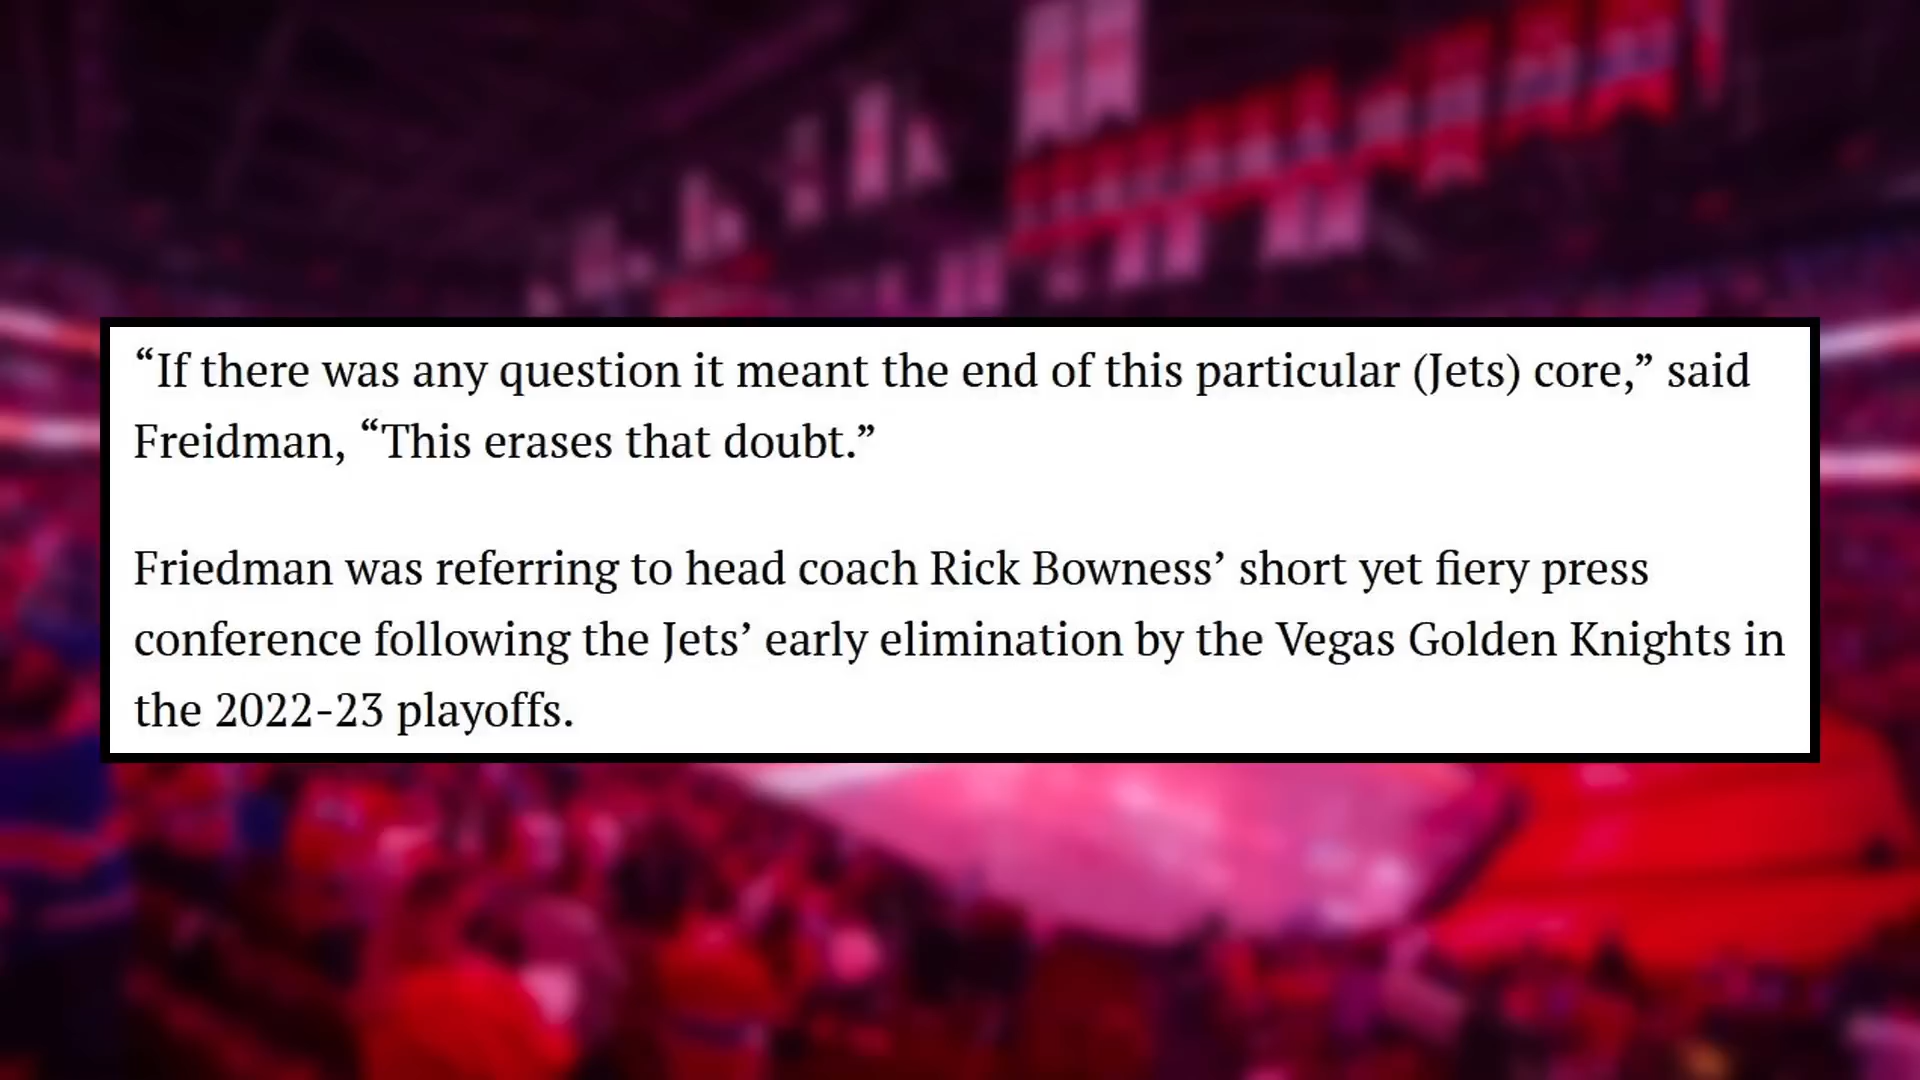 “If there was any question it meant the end of this particular (Jets) core,” said
Freidman, “This erases that doubt.”
Friedman was referring to head coach Rick Bowness’ short yet fiery press
conference following the Jets’ early elimination by the Vegas Golden Knights in
the 2022-23 playoffs.